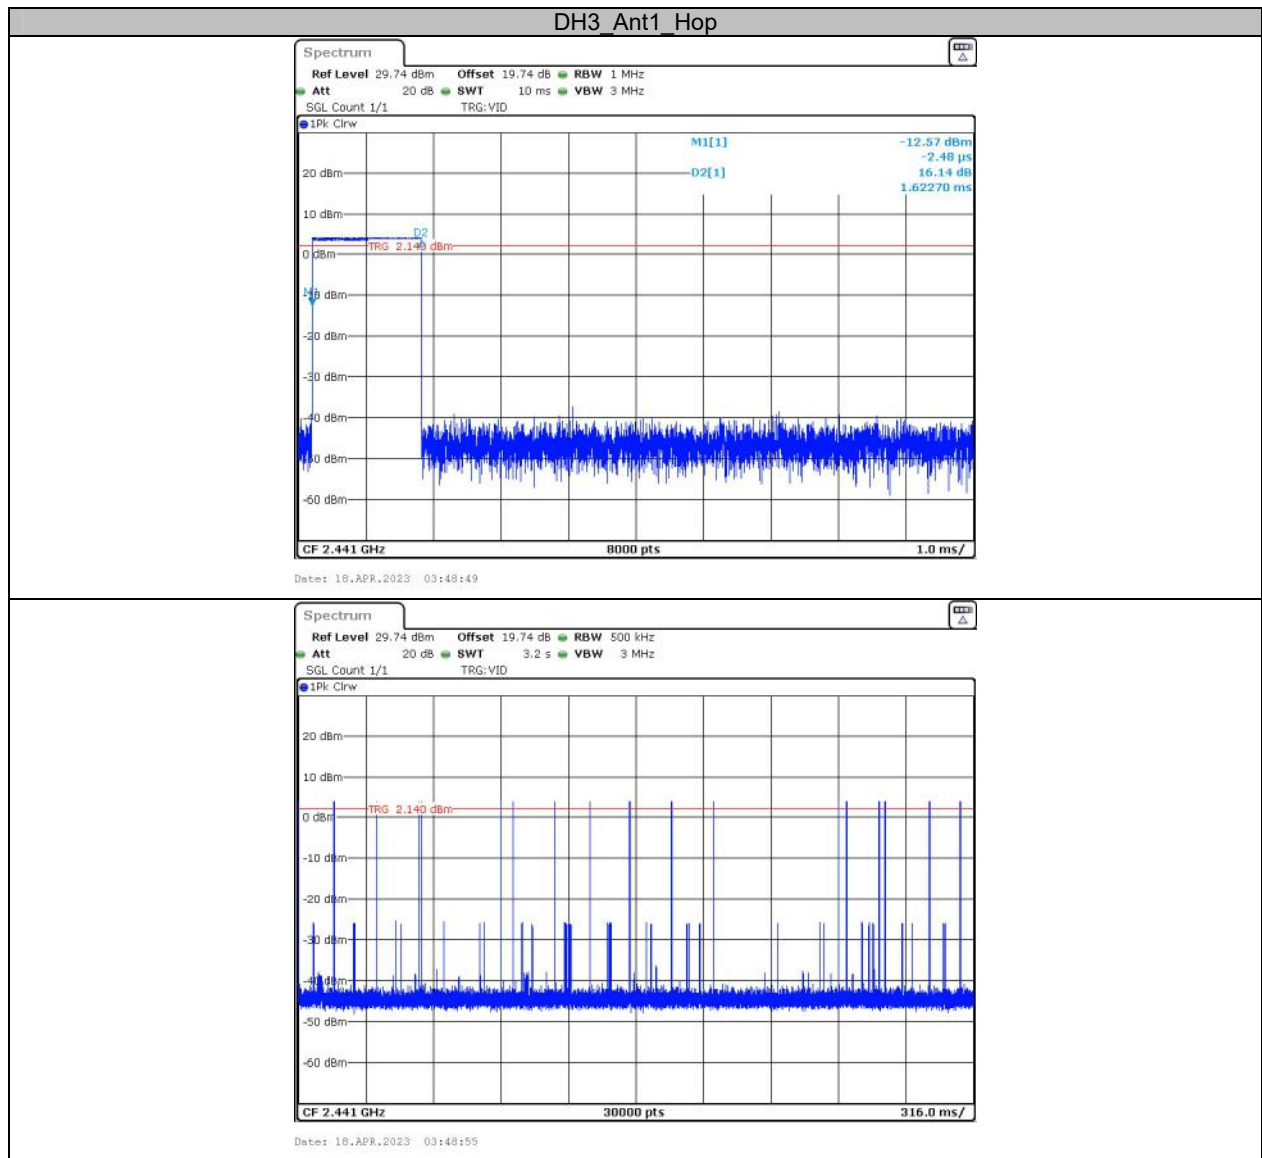 DH3_Ant1_Hop
Spectrum
Ref Level 29.74 dBm Offset 19.74 dB RBW 1 MHz
Att 20 dB SWT 10 ms VBW 3 MHz
SGL Count 1/1 TRG:VID
1Pk Clrw
M1[1] -12.57 dBm
-2.48 µs
20 dBm D2[1] 16.14 dB
1.62270 ms
10 dBm
D2
TRG 2.140 dBm
0 dBm
-10 dBm
-20 dBm
-30 dBm
-40 dBm
-50 dBm
-60 dBm
CF 2.441 GHz 8000 pts 1.0 ms/
Date: 18.APR.2023 03:48:49
Spectrum
Ref Level 29.74 dBm Offset 19.74 dB RBW 500 kHz
Att 20 dB SWT 3.2 s VBW 3 MHz
SGL Count 1/1 TRG:VID
1Pk Clrw
20 dBm
10 dBm
TRG 2.140 dBm
0 dBm
-10 dBm
-20 dBm
-30 dBm
-40 dBm
-50 dBm
-60 dBm
CF 2.441 GHz 30000 pts 316.0 ms/
Date: 18.APR.2023 03:48:55